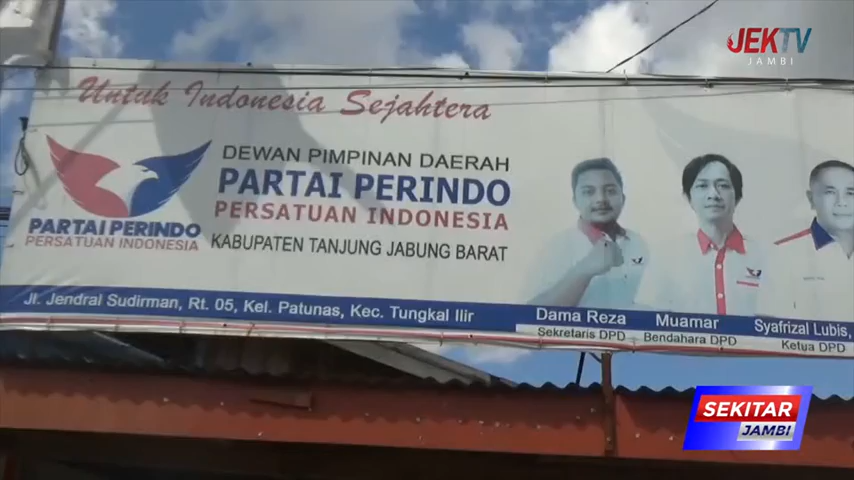 JEKTV
JAMBI
Untuk Indonesia Sejahtera
PARTAI PERINDO
PERSATUAN INDONESIA
DEWAN PIMPINAN DAERAH
PARTAI PERINDO
PERSATUAN INDONESIA
KABUPATEN TANJUNG JABUNG BARAT
Jl. Jendral Sudirman, Rt. 05, Kel. Patunas, Kec. Tungkal Ilir
Dama Reza
Sekretaris DPD
Muamar
Bendahara DPD
Syafrizal Lubis,
Ketua DPD
SEKITAR
JAMBI